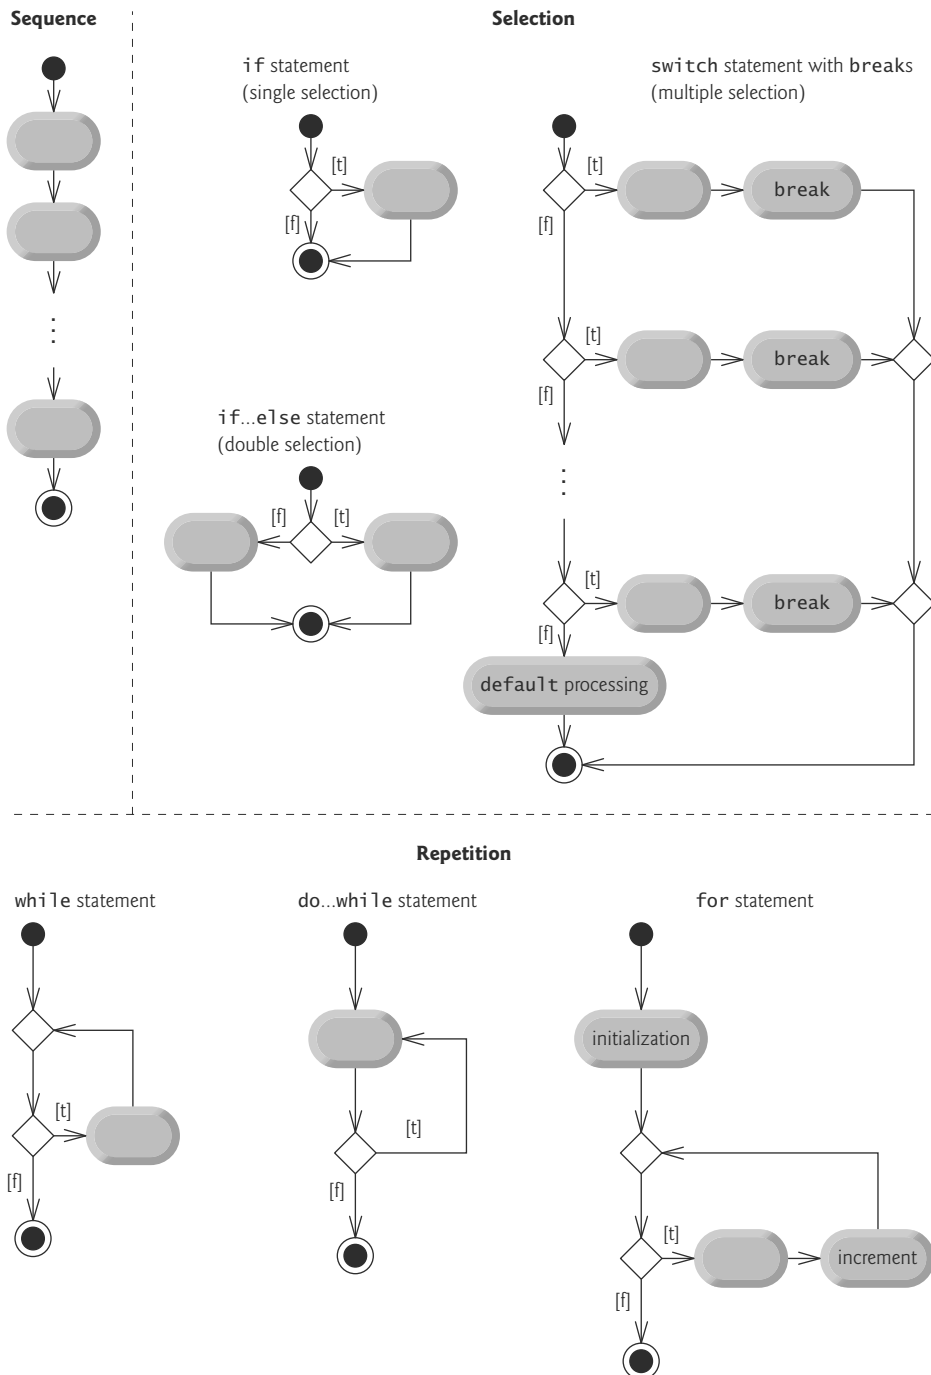 Sequence
Selection
if statement
(single selection)
[t]
[f]
switch statement with breaks
(multiple selection)
[t]
break
[f]
[t]
break
[f]
⋮
[t]
break
[f]
default processing
⋮
if...else statement
(double selection)
[f]
[t]
Repetition
while statement
[t]
[f]
do...while statement
[t]
[f]
for statement
initialization
[t]
increment
[f]